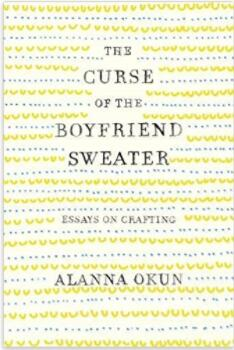 THE
CURSE
OF THE
BOYFRIEND
SWEATER
ESSAYS ON CRAFTING
ALANNA OKUN